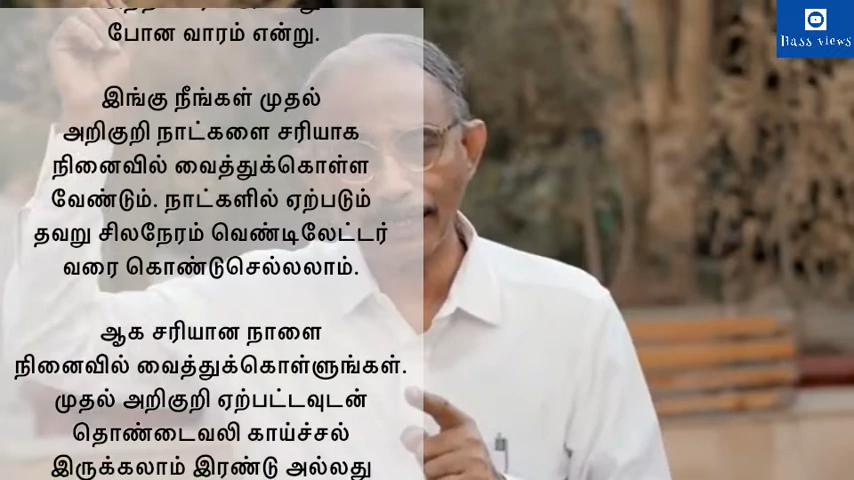 போன வாரம் என்று.
இங்கு நீங்கள் முதல்
அறிகுறி நாட்களை சரியாக
நினைவில் வைத்துக்கொள்ள
வேண்டும். நாட்களில் ஏற்படும்
தவறு சிலநேரம் வெண்டிலேட்டர்
வரை கொண்டுசெல்லலாம்.
ஆக சரியான நாளை
நினைவில் வைத்துக்கொள்ளுங்கள்.
முதல் அறிகுறி ஏற்பட்டவுடன்
தொண்டைவலி காய்ச்சல்
இருக்கலாம் இரண்டு அல்லது
Hass views